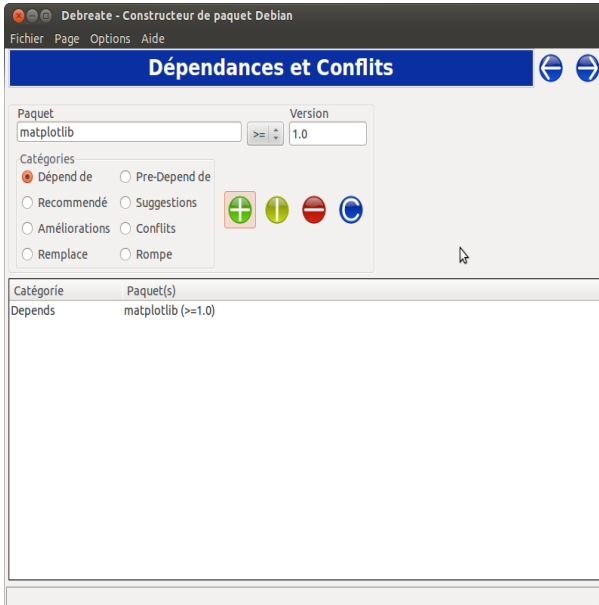 Debreate - Constructeur de paquet Debian
Fichier Page Options Aide
Dépendances et Conflits
Paquet Version
matplotlib >= 1.0
Catégories
Dépend de Pre-Depend de
Recommendé Suggestions
Améliorations Conflits
Remplace Rompe
Catégorie Paquet(s)
Depends matplotlib (>=1.0)